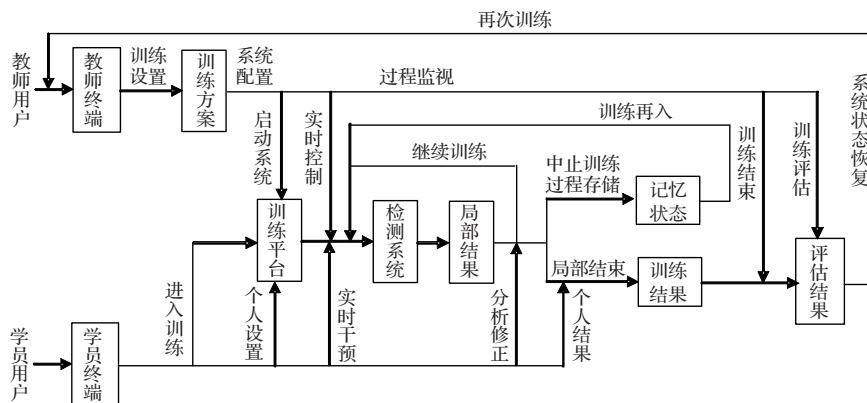 再次训练
教师用户
教师终端
训练
设置
训练方案
系统
配置
过程监视
启动系统
实时控制
训练再入
继续训练
训练结束
训练评估
系统状态恢复
中止训练
过程存储
记忆
状态
训练平台
检测系统
局部结果
局部结束
训练
结果
评估结果
进入训练
个人设置
实时干预
分析修正
个人结果
学员用户
学员终端